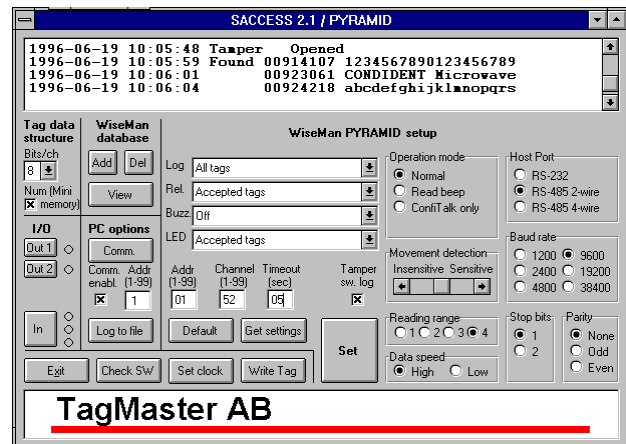 SACCESS 2.1 / PYRAMID
1996-06-19 10:05:48 Tamper Opened
1996-06-19 10:05:59 Found 00914107 1234567890123456789
1996-06-19 10:06:01 00923061 CONDIDENT Microwave
1996-06-19 10:06:04 00924218 abcdefghijklmnopqrs
Tag data structure
Bits/ch
8
Num (Mini memory)
WiseMan database
Add Del
View
WiseMan PYRAMID setup
Log All tags
Rel. Accepted tags
Buzz. Off
LED Accepted tags
Operation mode
Normal
Read beep
ConfiTalk only
Host Port
RS-232
RS-485 2-wire
RS-485 4-wire
I/O
Out 1
Out 2
In
PC options
Comm.
Comm. enabl.
Addr (1-99)
1
Log to file
Addr (1-99)
01
Channel (1-99)
52
Timeout (sec)
05
Tamper sw. log
Movement detection
Insensitive Sensitive
Baud rate
1200 9600
2400 19200
4800 38400
Default Get settings
Set
Reading range
1 2 3 4
Data speed
High Low
Stop bits
1
2
Parity
None
Odd
Even
Exit Check SW Set clock Write Tag
TagMaster AB